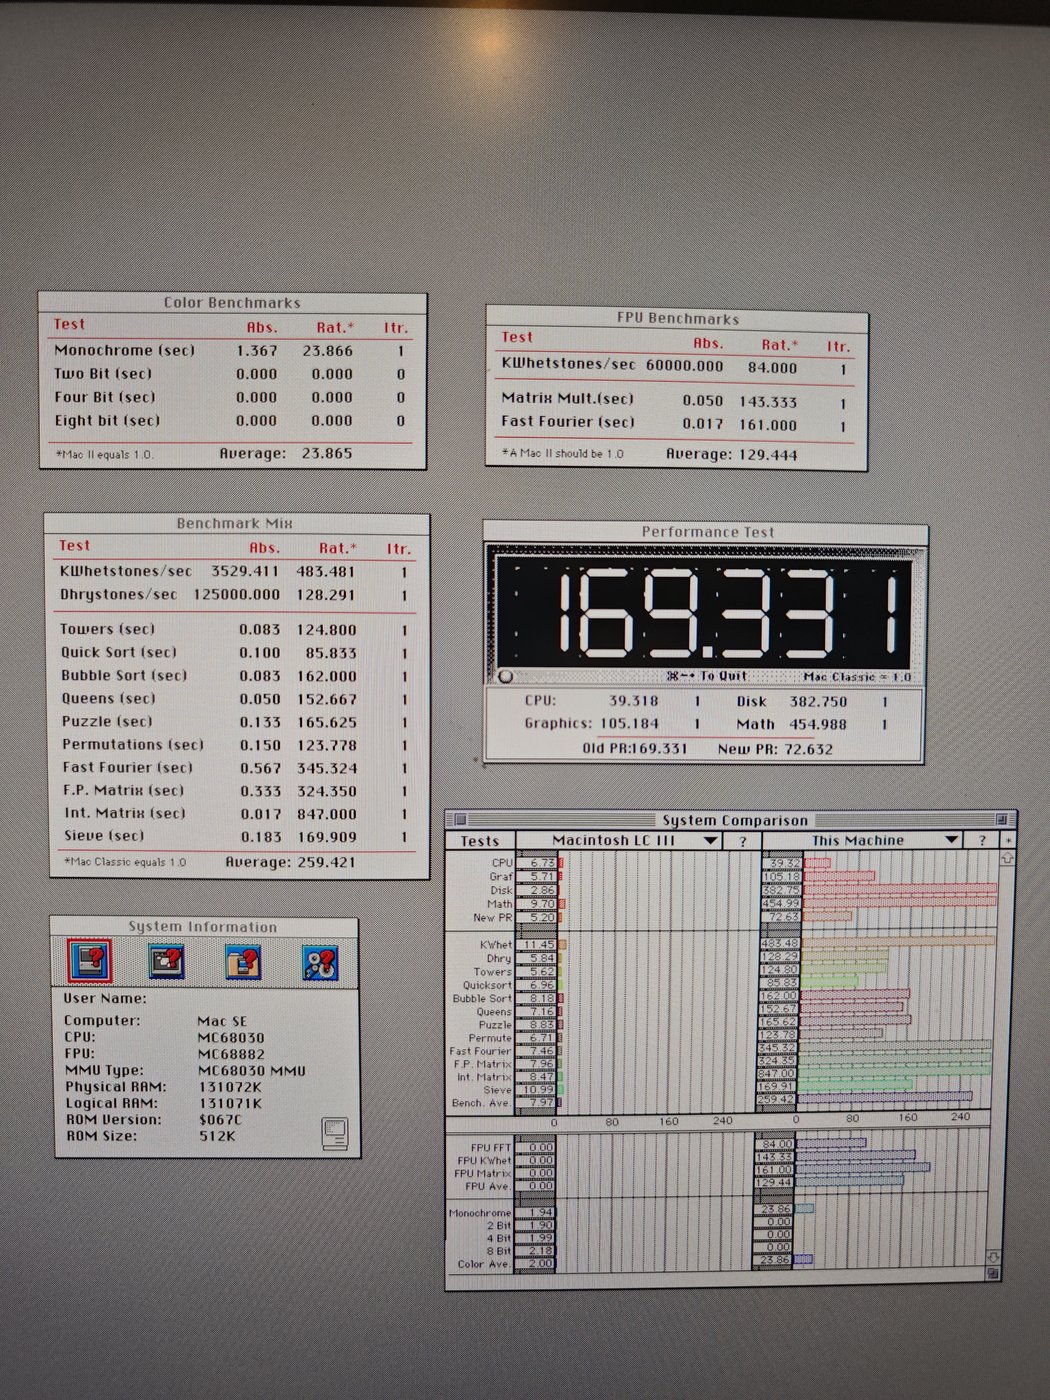 Color Benchmarks
Test Abs. Rat.* Itr.
Monochrome (sec) 1.367 23.866 1
Two Bit (sec) 0.000 0.000 0
Four Bit (sec) 0.000 0.000 0
Eight bit (sec) 0.000 0.000 0
*Mac II equals 1.0. Average: 23.865
FPU Benchmarks
Test Abs. Rat.* Itr.
KWhetstones/sec 60000.000 84.000 1
Matrix Mult.(sec) 0.050 143.333 1
Fast Fourier (sec) 0.017 161.000 1
*A Mac II should be 1.0 Average: 129.444
Benchmark Mix
Test Abs. Rat.* Itr.
KWhetstones/sec 3529.411 483.481 1
Dhrystones/sec 125000.000 128.291 1
Towers (sec) 0.083 124.800 1
Quick Sort (sec) 0.100 85.833 1
Bubble Sort (sec) 0.083 162.000 1
Queens (sec) 0.050 152.667 1
Puzzle (sec) 0.133 165.625 1
Permutations (sec) 0.150 123.778 1
Fast Fourier (sec) 0.567 345.324 1
F.P. Matrix (sec) 0.333 324.350 1
Int. Matrix (sec) 0.017 847.000 1
Sieve (sec) 0.183 169.909 1
*Mac Classic equals 1.0 Average: 259.421
Performance Test
169.331
⌘-. To Quit Mac Classic = 1.0
CPU: 39.318 1 Disk 382.750 1
Graphics: 105.184 1 Math 454.988 1
Old PR:169.331 New PR: 72.632
System Information
User Name:
Computer: Mac SE
CPU: MC68030
FPU: MC68882
MMU Type: MC68030 MMU
Physical RAM: 131072K
Logical RAM: 131071K
ROM Version: $067C
ROM Size: 512K
System Comparison
Tests Macintosh LC III ? This Machine ? *
CPU 6.73 39.32
Graf 5.71 105.18
Disk 2.86 382.75
Math 9.70 454.99
New PR 5.20 72.63
KWhet 11.45 483.48
Dhry 5.84 128.29
Towers 5.62 124.80
Quicksort 6.96 85.83
Bubble Sort 8.18 162.00
Queens 7.16 152.67
Puzzle 8.83 165.62
Permute 6.71 123.78
Fast Fourier 7.46 345.32
F.P. Matrix 7.96 324.35
Int. Matrix 8.47 847.00
Sieve 10.99 169.91
Bench. Ave. 7.97 259.42
0 80 160 240 0 80 160 240
FPU FFT 0.00 84.00
FPU KWhet 0.00 143.33
FPU Matrix 0.00 161.00
FPU Ave. 0.00 129.44
Monochrome 1.94 23.86
2 Bit 1.90 0.00
4 Bit 1.99 0.00
8 Bit 2.18 0.00
Color Ave. 2.00 23.86